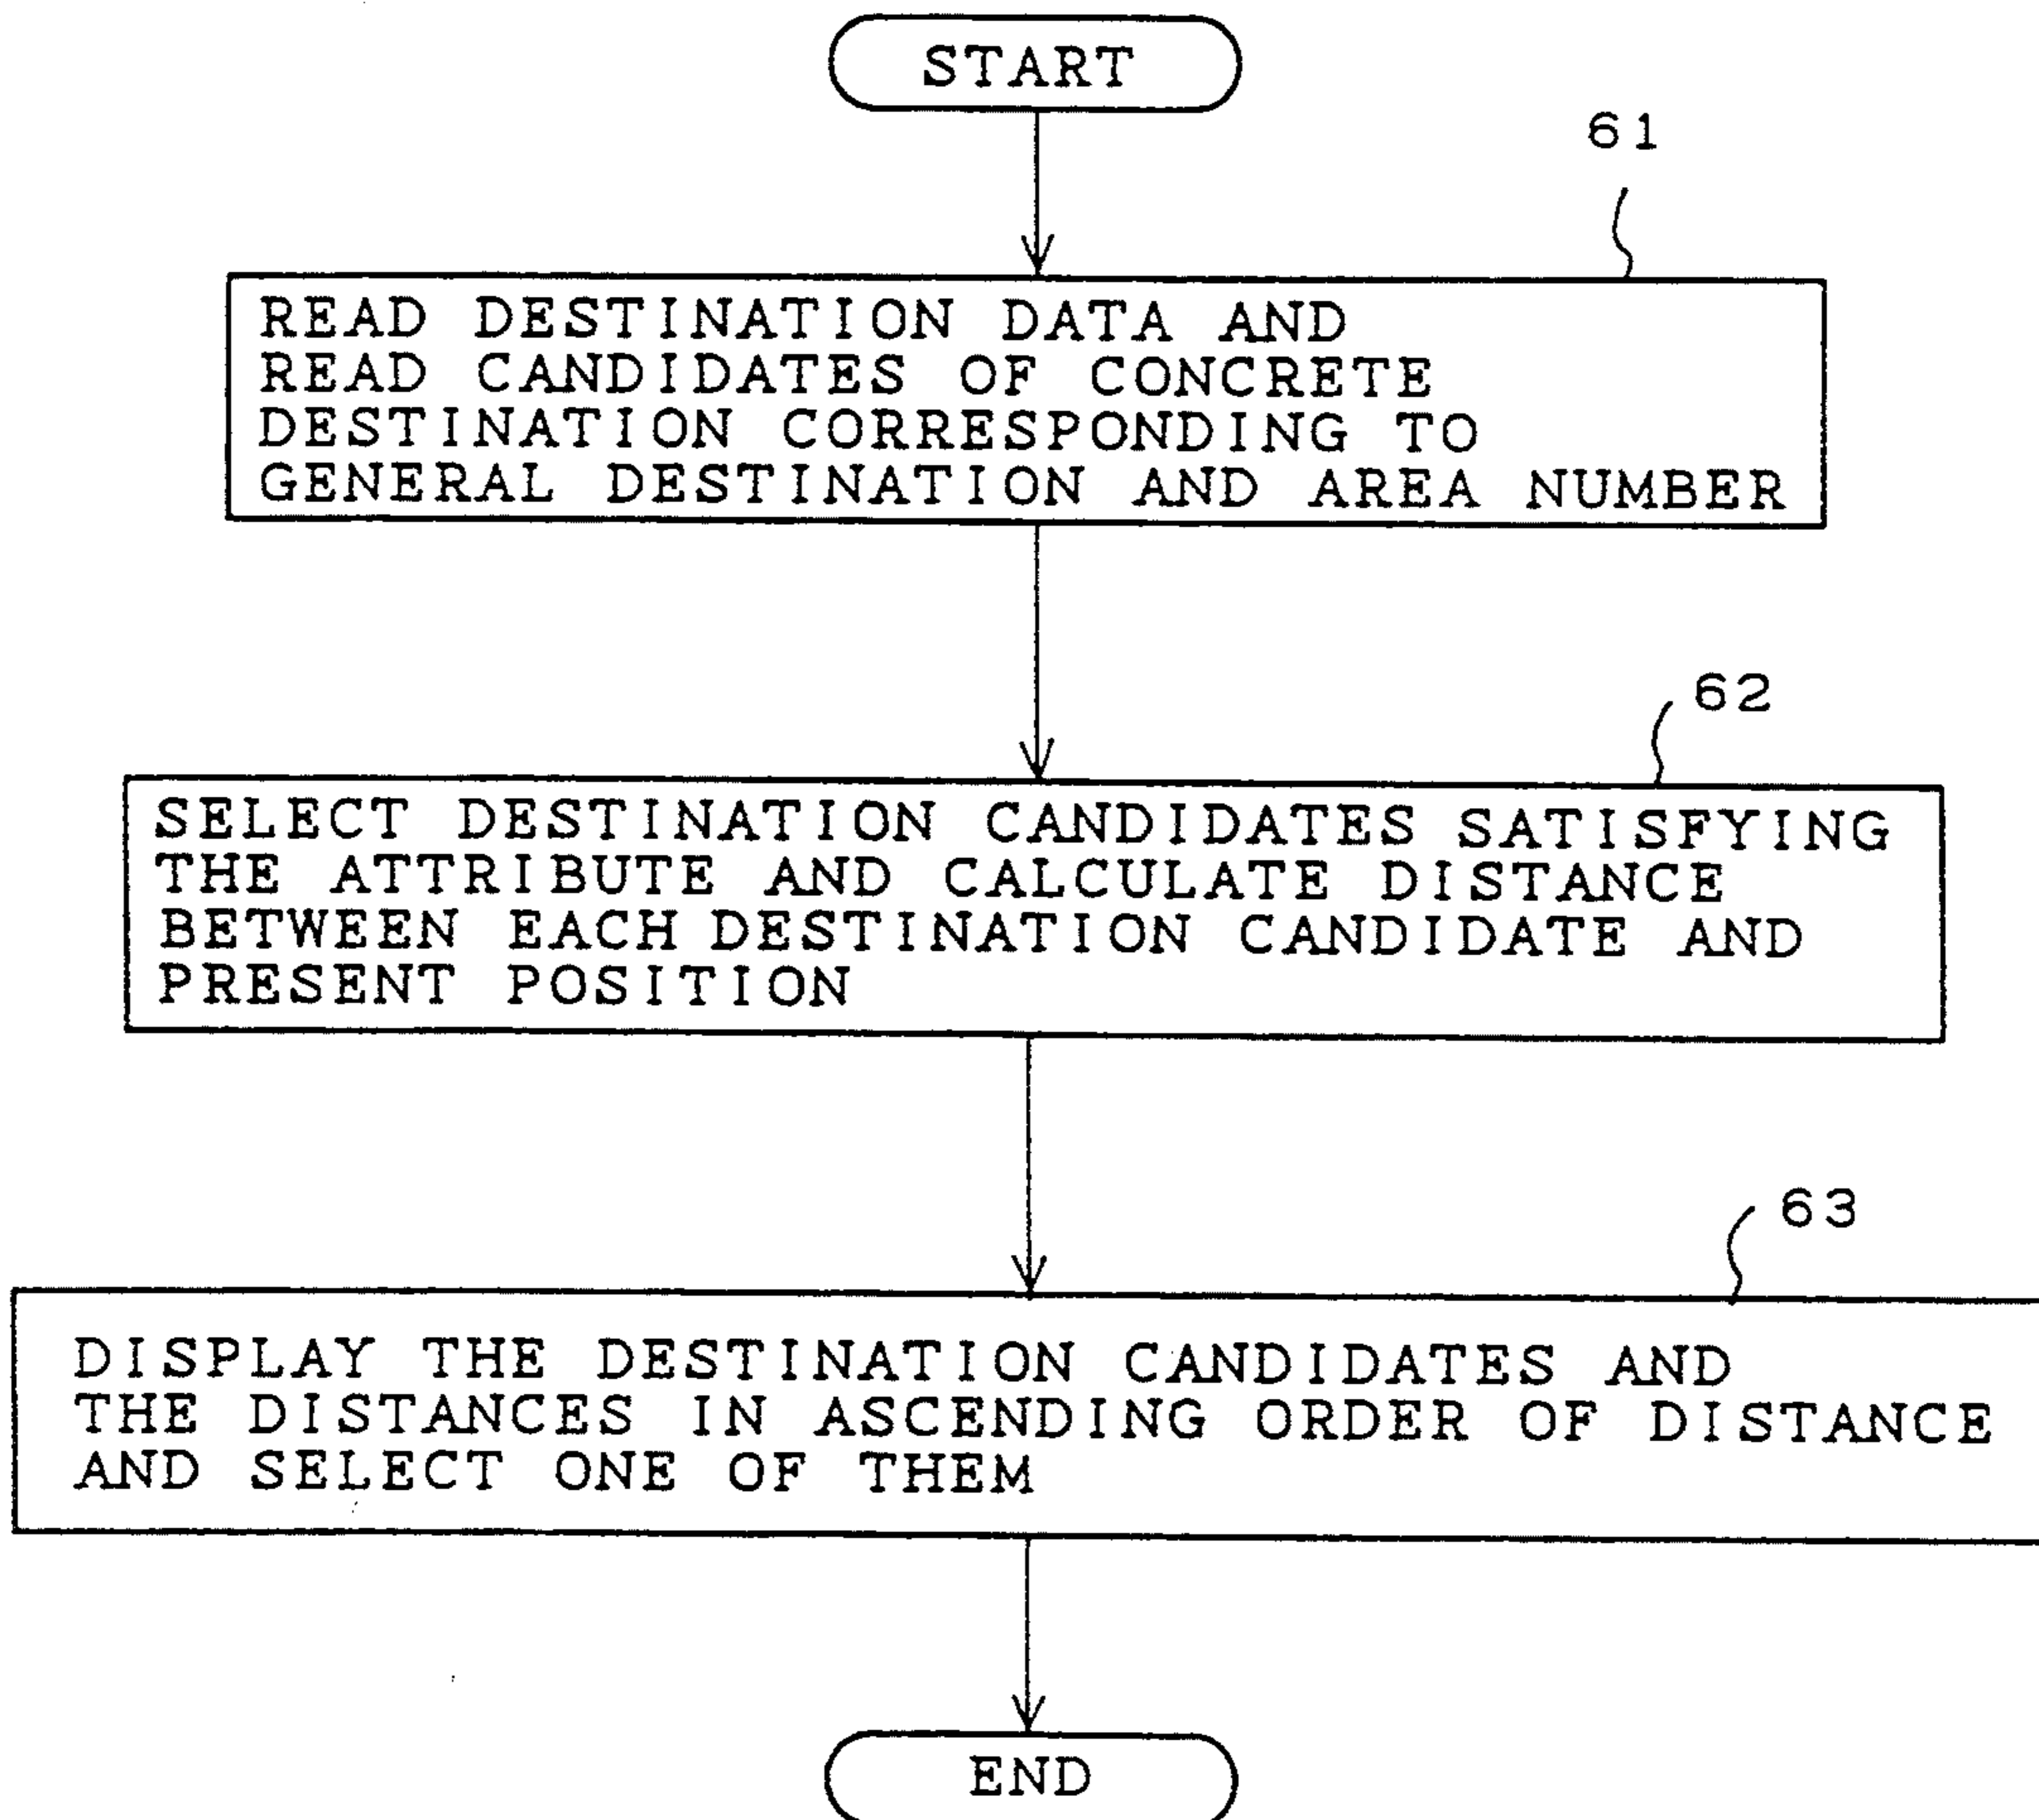 START
61
READ DESTINATION DATA AND
READ CANDIDATES OF CONCRETE
DESTINATION CORRESPONDING TO
GENERAL DESTINATION AND AREA NUMBER
62
SELECT DESTINATION CANDIDATES SATISFYING
THE ATTRIBUTE AND CALCULATE DISTANCE
BETWEEN EACH DESTINATION CANDIDATE AND
PRESENT POSITION
63
DISPLAY THE DESTINATION CANDIDATES AND
THE DISTANCES IN ASCENDING ORDER OF DISTANCE
AND SELECT ONE OF THEM
END